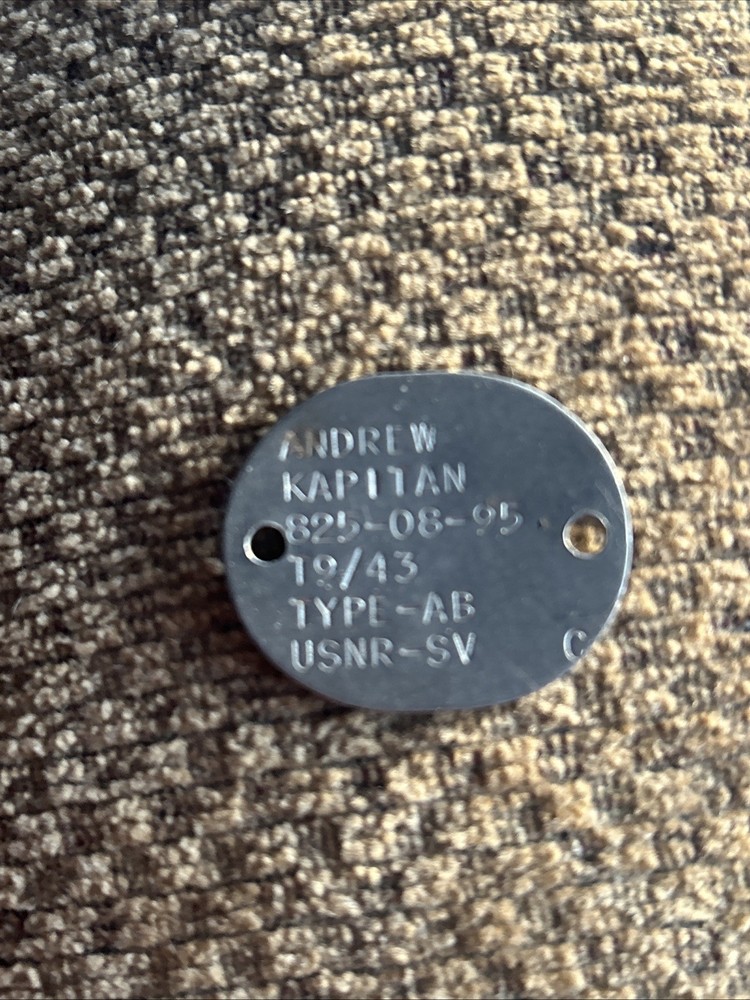 ANDREW
KAPITAN
825-08-95
T9/43
TYPE-AB
USNR-SV C